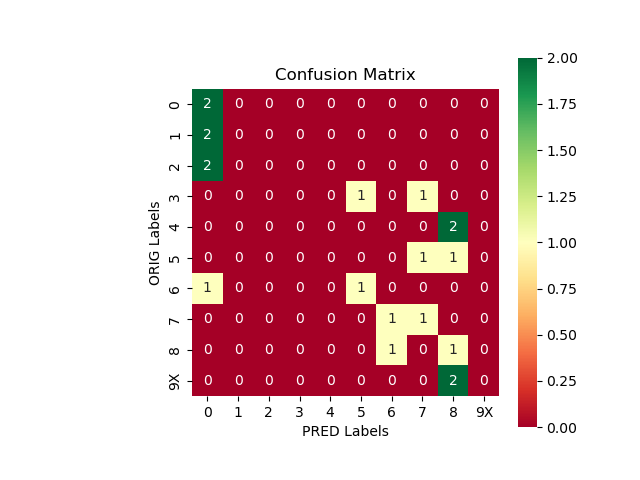 Confusion Matrix
ORIG Labels
0 2 0 0 0 0 0 0 0 0 0
1 2 0 0 0 0 0 0 0 0 0
2 2 0 0 0 0 0 0 0 0 0
3 0 0 0 0 0 1 0 1 0 0
4 0 0 0 0 0 0 0 0 2 0
5 0 0 0 0 0 0 0 1 1 0
6 1 0 0 0 0 1 0 0 0 0
7 0 0 0 0 0 0 1 1 0 0
8 0 0 0 0 0 0 1 0 1 0
9X 0 0 0 0 0 0 0 0 2 0
0 1 2 3 4 5 6 7 8 9X
PRED Labels
2.00
1.75
1.50
1.25
1.00
0.75
0.50
0.25
0.00